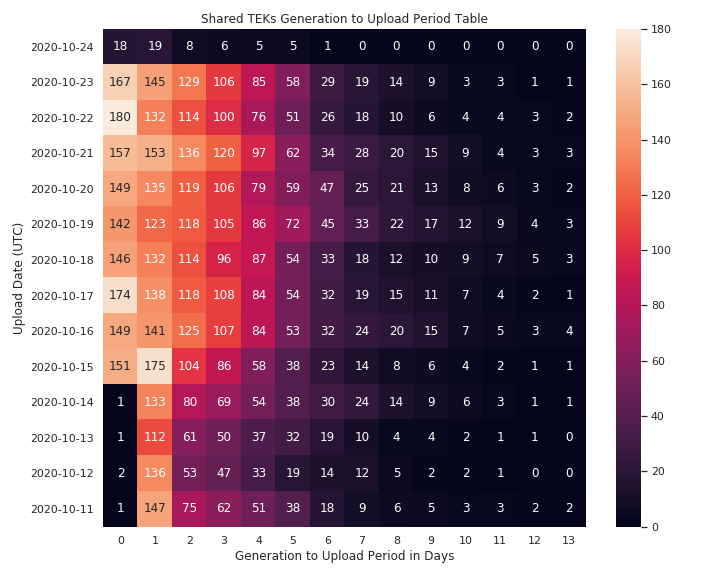 Shared TEKs Generation to Upload Period Table
2020-10-24 18 19 8 6 5 5 1 0 0 0 0 0 0 0
2020-10-23 167 145 129 106 85 58 29 19 14 9 3 3 1 1
2020-10-22 180 132 114 100 76 51 26 18 10 6 4 4 3 2
2020-10-21 157 153 136 120 97 62 34 28 20 15 9 4 3 3
2020-10-20 149 135 119 106 79 59 47 25 21 13 8 6 3 2
2020-10-19 142 123 118 105 86 72 45 33 22 17 12 9 4 3
2020-10-18 146 132 114 96 87 54 33 18 12 10 9 7 5 3
2020-10-17 174 138 118 108 84 54 32 19 15 11 7 4 2 1
2020-10-16 149 141 125 107 84 53 32 24 20 15 7 5 3 4
2020-10-15 151 175 104 86 58 38 23 14 8 6 4 2 1 1
2020-10-14 1 133 80 69 54 38 30 24 14 9 6 3 1 1
2020-10-13 1 112 61 50 37 32 19 10 4 4 2 1 1 0
2020-10-12 2 136 53 47 33 19 14 12 5 2 2 1 0 0
2020-10-11 1 147 75 62 51 38 18 9 6 5 3 3 2 2
0 1 2 3 4 5 6 7 8 9 10 11 12 13
Generation to Upload Period in Days
Upload Date (UTC)
180
160
140
120
100
80
60
40
20
0